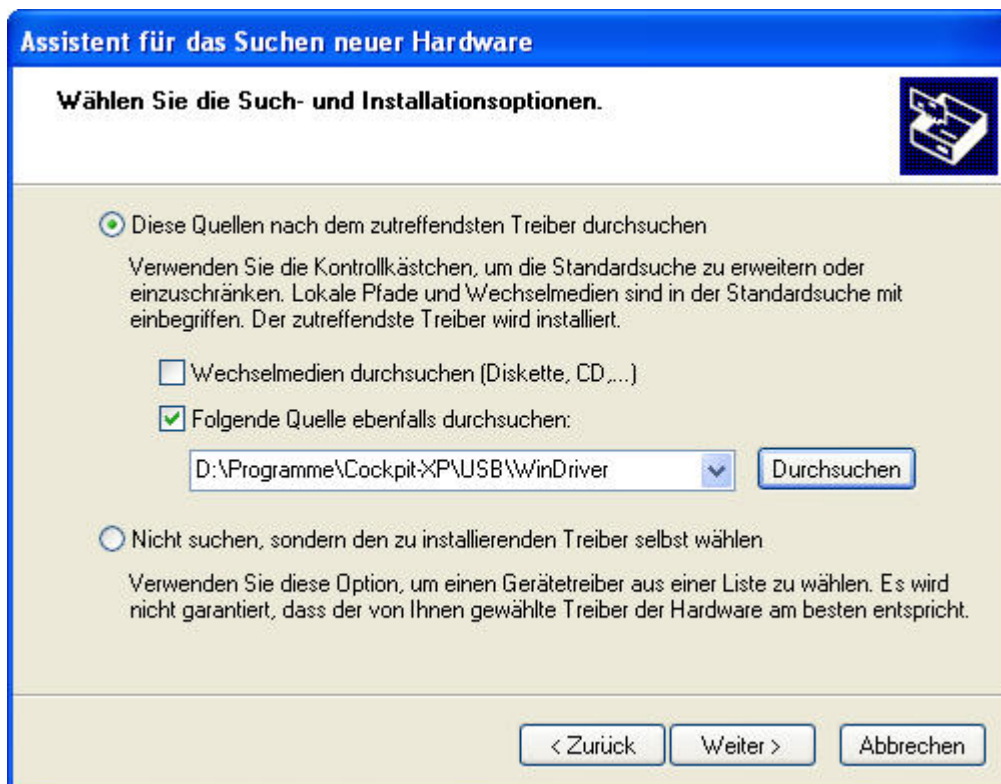 Assistent für das Suchen neuer Hardware
Wählen Sie die Such- und Installationsoptionen.
Diese Quellen nach dem zutreffendsten Treiber durchsuchen
Verwenden Sie die Kontrollkästchen, um die Standardsuche zu erweitern oder
einzuschränken. Lokale Pfade und Wechselmedien sind in der Standardsuche mit
einbegriffen. Der zutreffendste Treiber wird installiert.
Wechselmedien durchsuchen (Diskette, CD,...)
Folgende Quelle ebenfalls durchsuchen:
D:\Programme\Cockpit-XP\USB\WinDriver Durchsuchen
Nicht suchen, sondern den zu installierenden Treiber selbst wählen
Verwenden Sie diese Option, um einen Gerätetreiber aus einer Liste zu wählen. Es wird
nicht garantiert, dass der von Ihnen gewählte Treiber der Hardware am besten entspricht.
< Zurück Weiter > Abbrechen